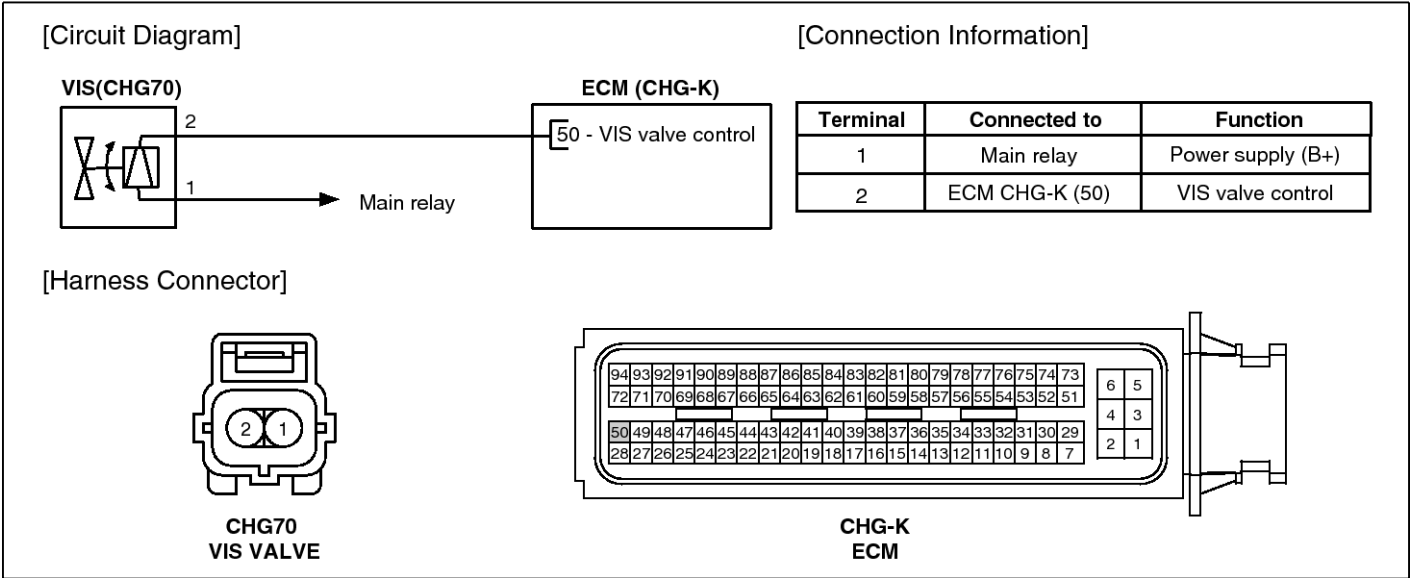 [Circuit Diagram]
VIS(CHG70)
ECM (CHG-K)
2
50 - VIS valve control
1
Main relay
[Connection Information]
Terminal Connected to Function
1 Main relay Power supply (B+)
2 ECM CHG-K (50) VIS valve control
[Harness Connector]
2 1
CHG70
VIS VALVE
94 93 92 91 90 89 88 87 86 85 84 83 82 81 80 79 78 77 76 75 74 73
72 71 70 69 68 67 66 65 64 63 62 61 60 59 58 57 56 55 54 53 52 51
50 49 48 47 46 45 44 43 42 41 40 39 38 37 36 35 34 33 32 31 30 29
28 27 26 25 24 23 22 21 20 19 18 17 16 15 14 13 12 11 10 9 8 7
6 5
4 3
2 1
CHG-K
ECM